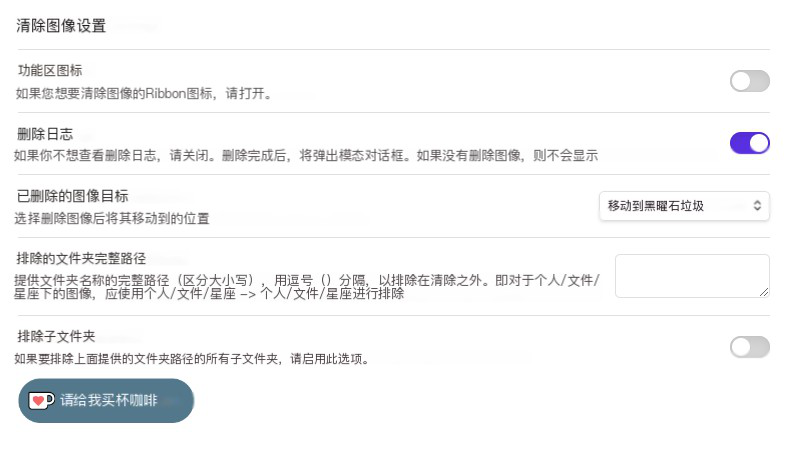 清除图像设置
功能区图标
如果您想要清除图像的Ribbon图标，请打开。
删除日志
如果你不想查看删除日志，请关闭。删除完成后，将弹出模态对话框。如果没有删除图像，则不会显示
已删除的图像目标
选择删除图像后将其移动到的位置
移动到黑曜石垃圾
排除的文件夹完整路径
提供文件夹名称的完整路径（区分大小写），用逗号（）分隔，以排除在清除之外。即对于个人/文件/
星座下的图像，应使用个人/文件/星座 -> 个人/文件/星座进行排除
排除子文件夹
如果要排除上面提供的文件夹路径的所有子文件夹，请启用此选项。
请给我买杯咖啡